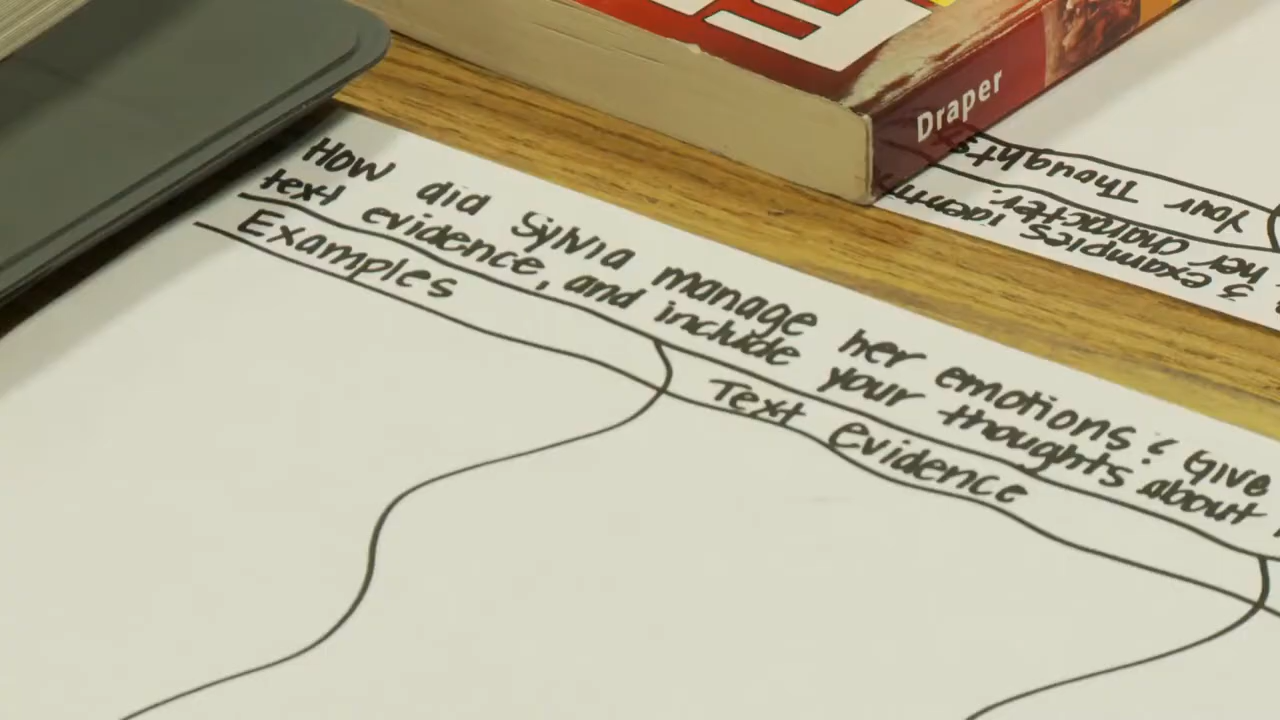 Draper
How did Sylvia manage her emotions? Give
text evidence, and include your thoughts about
Examples
Text Evidence
Your Thoughts
her character.
3 examples